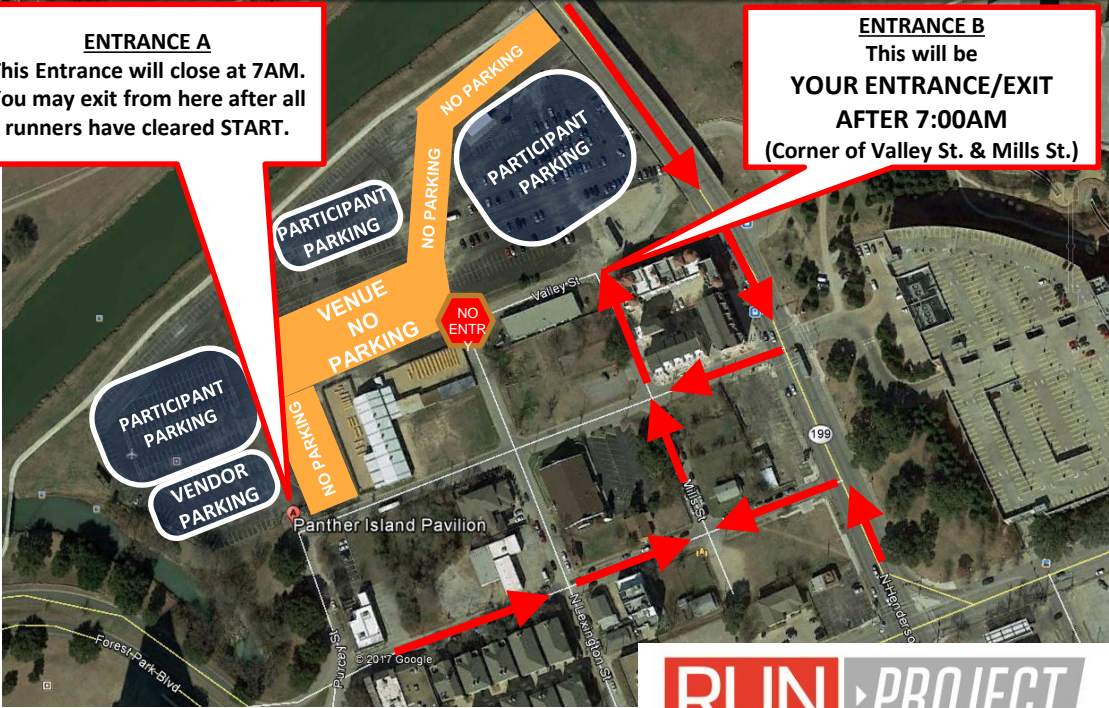 ENTRANCE A
This Entrance will close at 7AM.
You may exit from here after all
runners have cleared START.
ENTRANCE B
This will be
YOUR ENTRANCE/EXIT
AFTER 7:00AM
(Corner of Valley St. & Mills St.)
NO PARKING
PARTICIPANT
PARKING
NO PARKING
PARTICIPANT
PARKING
VENUE
NO
PARKING
NO
ENTR
Y
Valley St
PARTICIPANT
PARKING
NO PARKING
VENDOR
PARKING
A
Panther Island Pavilion
199
Mills St
N Lexington St
N Henderso
Purcey St
Forest Park Blvd
© 2017 Google
RUN PROJECT